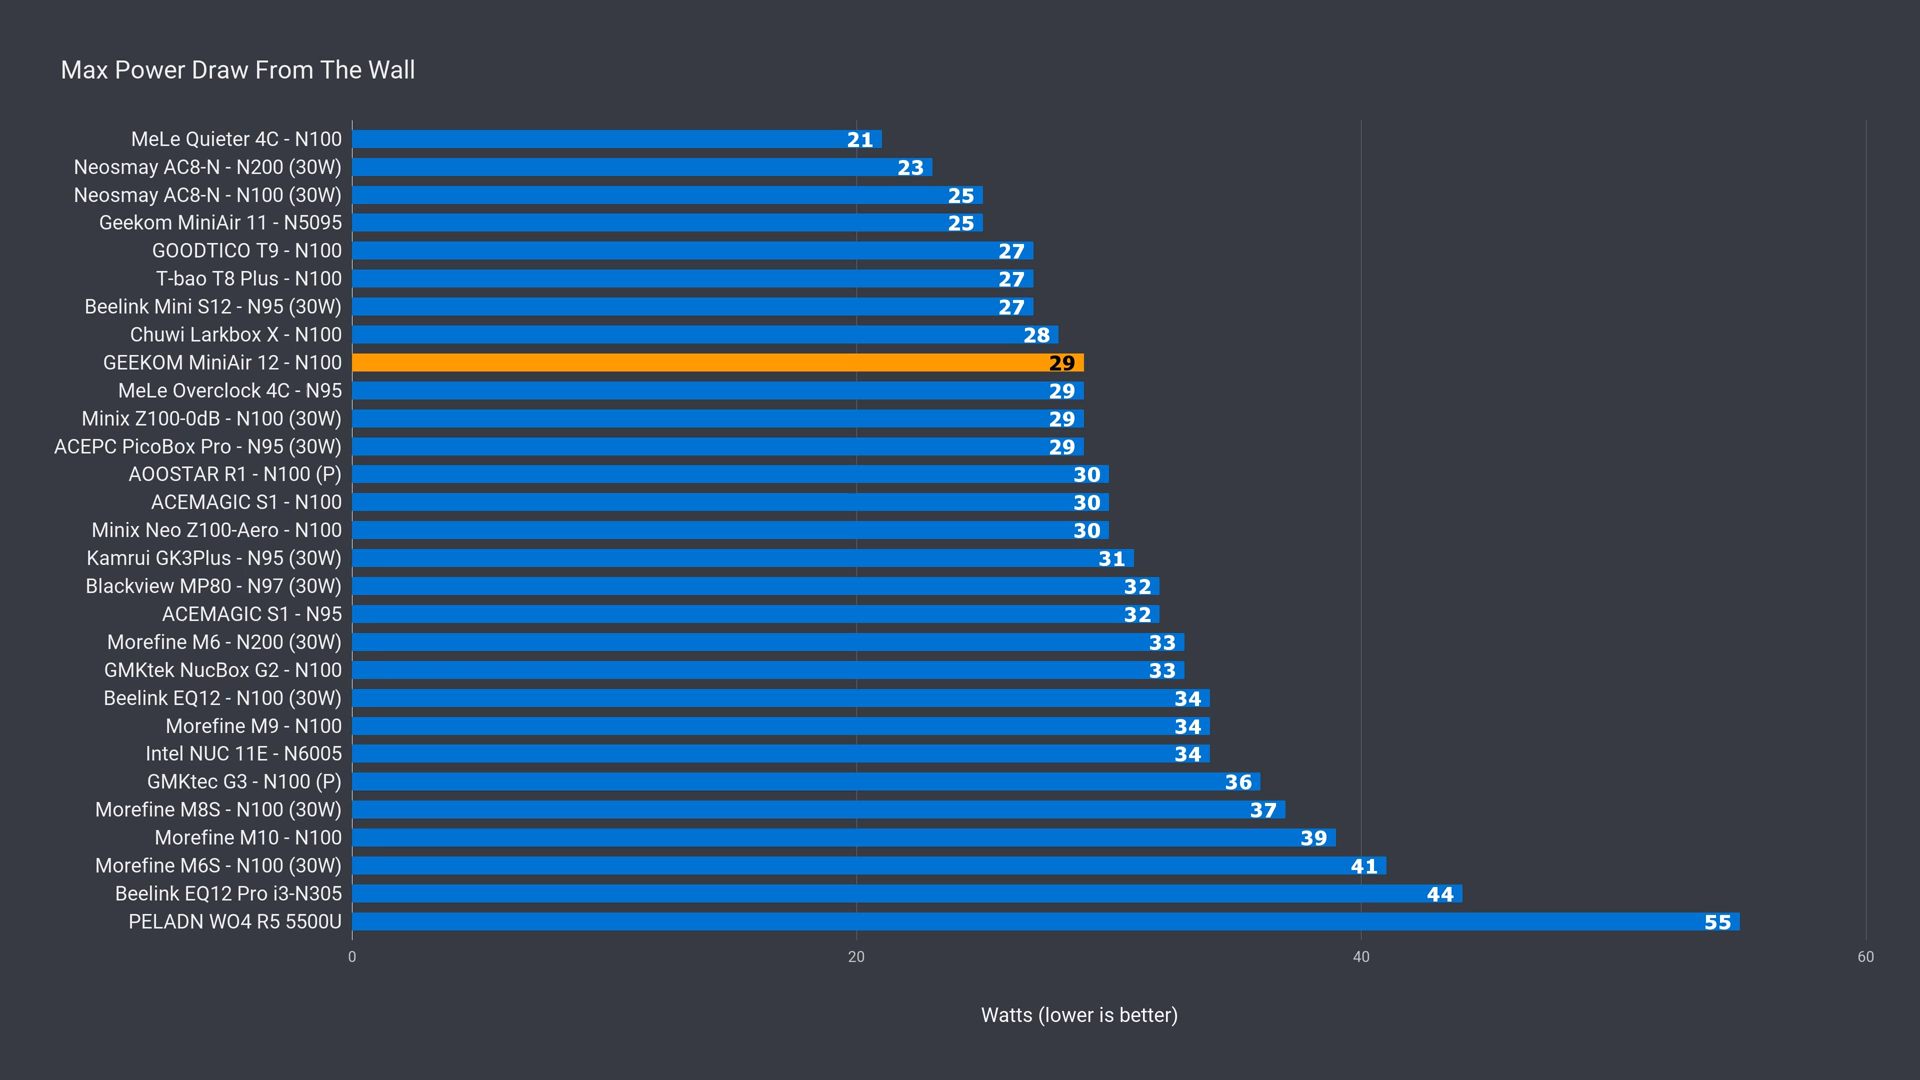 Max Power Draw From The Wall
MeLe Quieter 4C - N100 21
Neosmay AC8-N - N200 (30W) 23
Neosmay AC8-N - N100 (30W) 25
Geekom MiniAir 11 - N5095 25
GOODTICO T9 - N100 27
T-bao T8 Plus - N100 27
Beelink Mini S12 - N95 (30W) 27
Chuwi Larkbox X - N100 28
GEEKOM MiniAir 12 - N100 29
MeLe Overclock 4C - N95 29
Minix Z100-0dB - N100 (30W) 29
ACEPC PicoBox Pro - N95 (30W) 29
AOOSTAR R1 - N100 (P) 30
ACEMAGIC S1 - N100 30
Minix Neo Z100-Aero - N100 30
Kamrui GK3Plus - N95 (30W) 31
Blackview MP80 - N97 (30W) 32
ACEMAGIC S1 - N95 32
Morefine M6 - N200 (30W) 33
GMKtek NucBox G2 - N100 33
Beelink EQ12 - N100 (30W) 34
Morefine M9 - N100 34
Intel NUC 11E - N6005 34
GMKtec G3 - N100 (P) 36
Morefine M8S - N100 (30W) 37
Morefine M10 - N100 39
Morefine M6S - N100 (30W) 41
Beelink EQ12 Pro i3-N305 44
PELADN WO4 R5 5500U 55
0 20 40 60
Watts (lower is better)